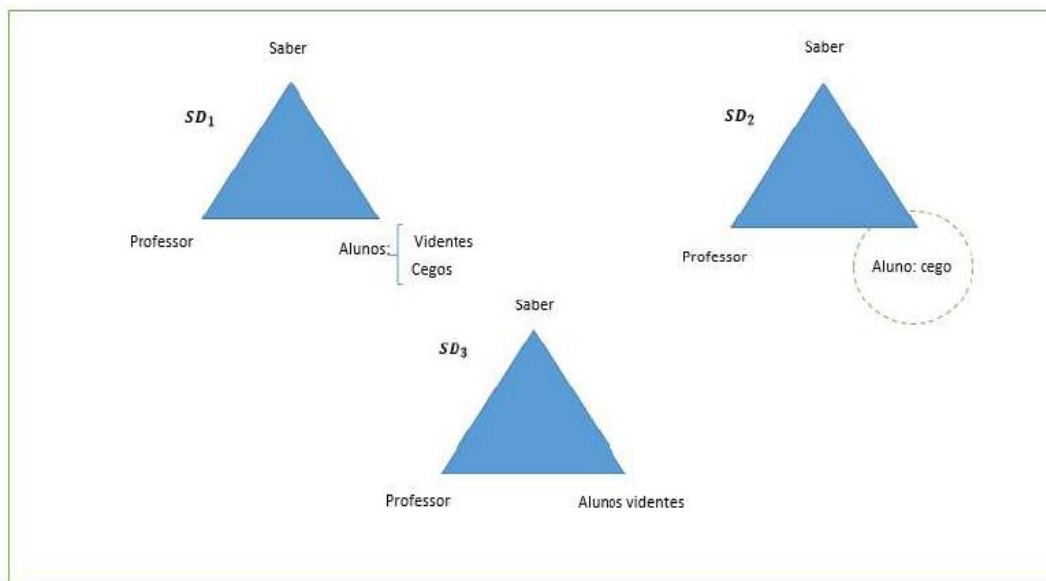 Saber
SD₁
Professor
Alunos:
Videntes
Cegos
Saber
SD₂
Professor
Aluno: cego
Saber
SD₃
Professor
Alunos videntes